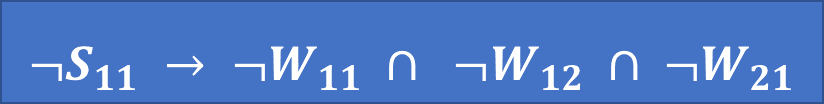 ¬S₁₁ → ¬W₁₁ ∩ ¬W₁₂ ∩ ¬W₂₁